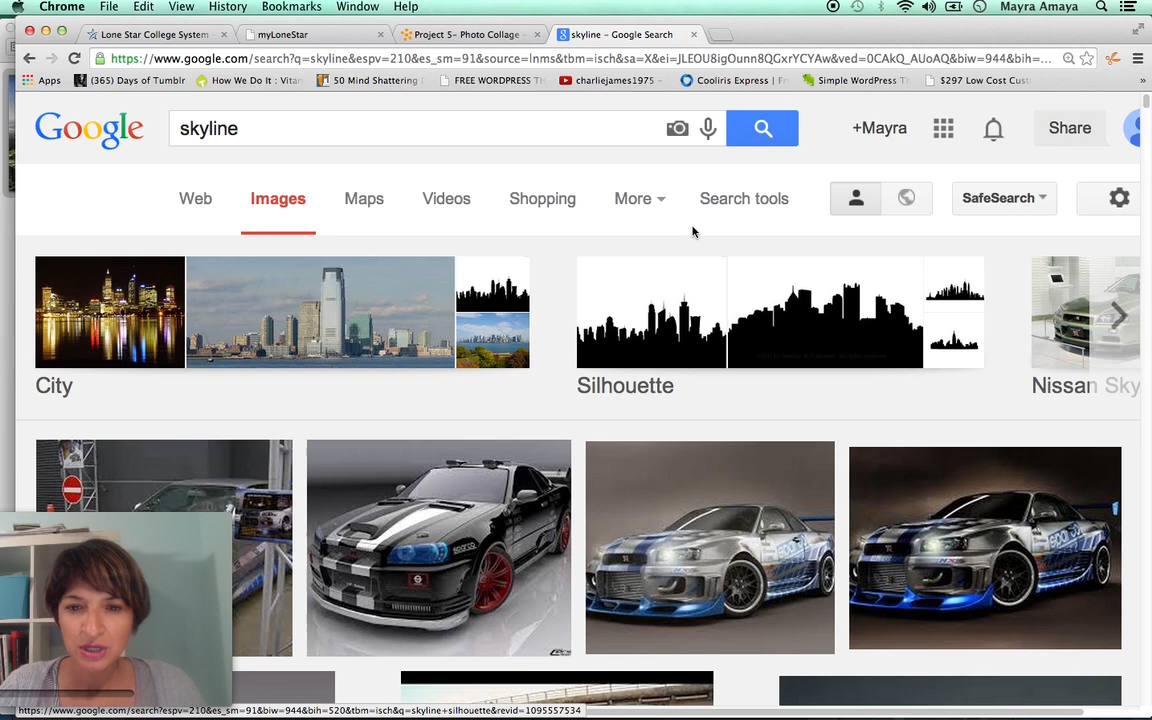 Chrome File Edit View History Bookmarks Window Help Mayra Amaya
Lone Star College System - myLoneStar Project 5- Photo Collage - skyline - Google Search
https://www.google.com/search?q=skyline&espv=210&es_sm=91&source=lnms&tbm=isch&sa=X&ei=JLEOU8igOunn8QGxrYCYAw&ved=0CAkQ_AUoAQ&biw=944&bih=...
Apps (365) Days of Tumblr How We Do It : Vitam 50 Mind Shattering FREE WORDPRESS TH charliejames1975 - Cooliris Express | Fr Simple Wordpress Th $297 Low Cost Cust
Google skyline +Mayra Share
Web Images Maps Videos Shopping More Search tools SafeSearch
City Silhouette Nissan Sky
https://www.google.com/search?espv=210&es_sm=91&biw=944&bih=520&tbm=isch&q=skyline+silhouette&revid=1095557534